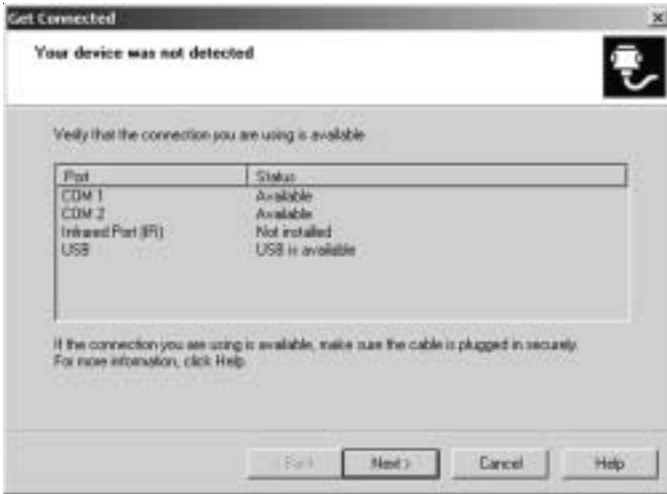 Get Connected
Your device was not detected
Verify that the connection you are using is available
Port Status
COM 1 Available
COM 2 Available
Infrared Port (IR) Not installed
USB USB is available
If the connection you are using is available, make sure the cable is plugged in securely.
For more information, click Help.
< Back Next > Cancel Help